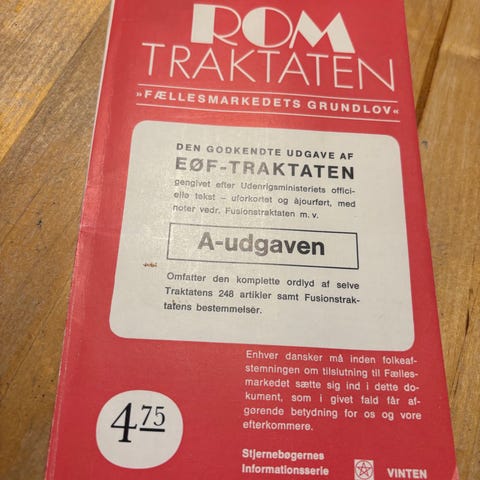 ROM
TRAKTATEN
»FÆLLESMARKEDETS GRUNDLOV«
DEN GODKENDTE UDGAVE AF
EØF-TRAKTATEN
gengivet efter Udenrigsministeriets offici-
elle tekst – uforkortet og àjourført, med
noter vedr. Fusionstraktaten m. v.
A-udgaven
Omfatter den komplette ordlyd af selve
Traktatens 248 artikler samt Fusionstrak-
tatens bestemmelser.
Enhver dansker må inden folkeaf-
stemningen om tilslutning til Fælles-
markedet sætte sig ind i dette do-
kument, som i givet fald får af-
gørende betydning for os og vore
efterkommere.
475
Stjernebøgernes
Informationsserie
VINTEN